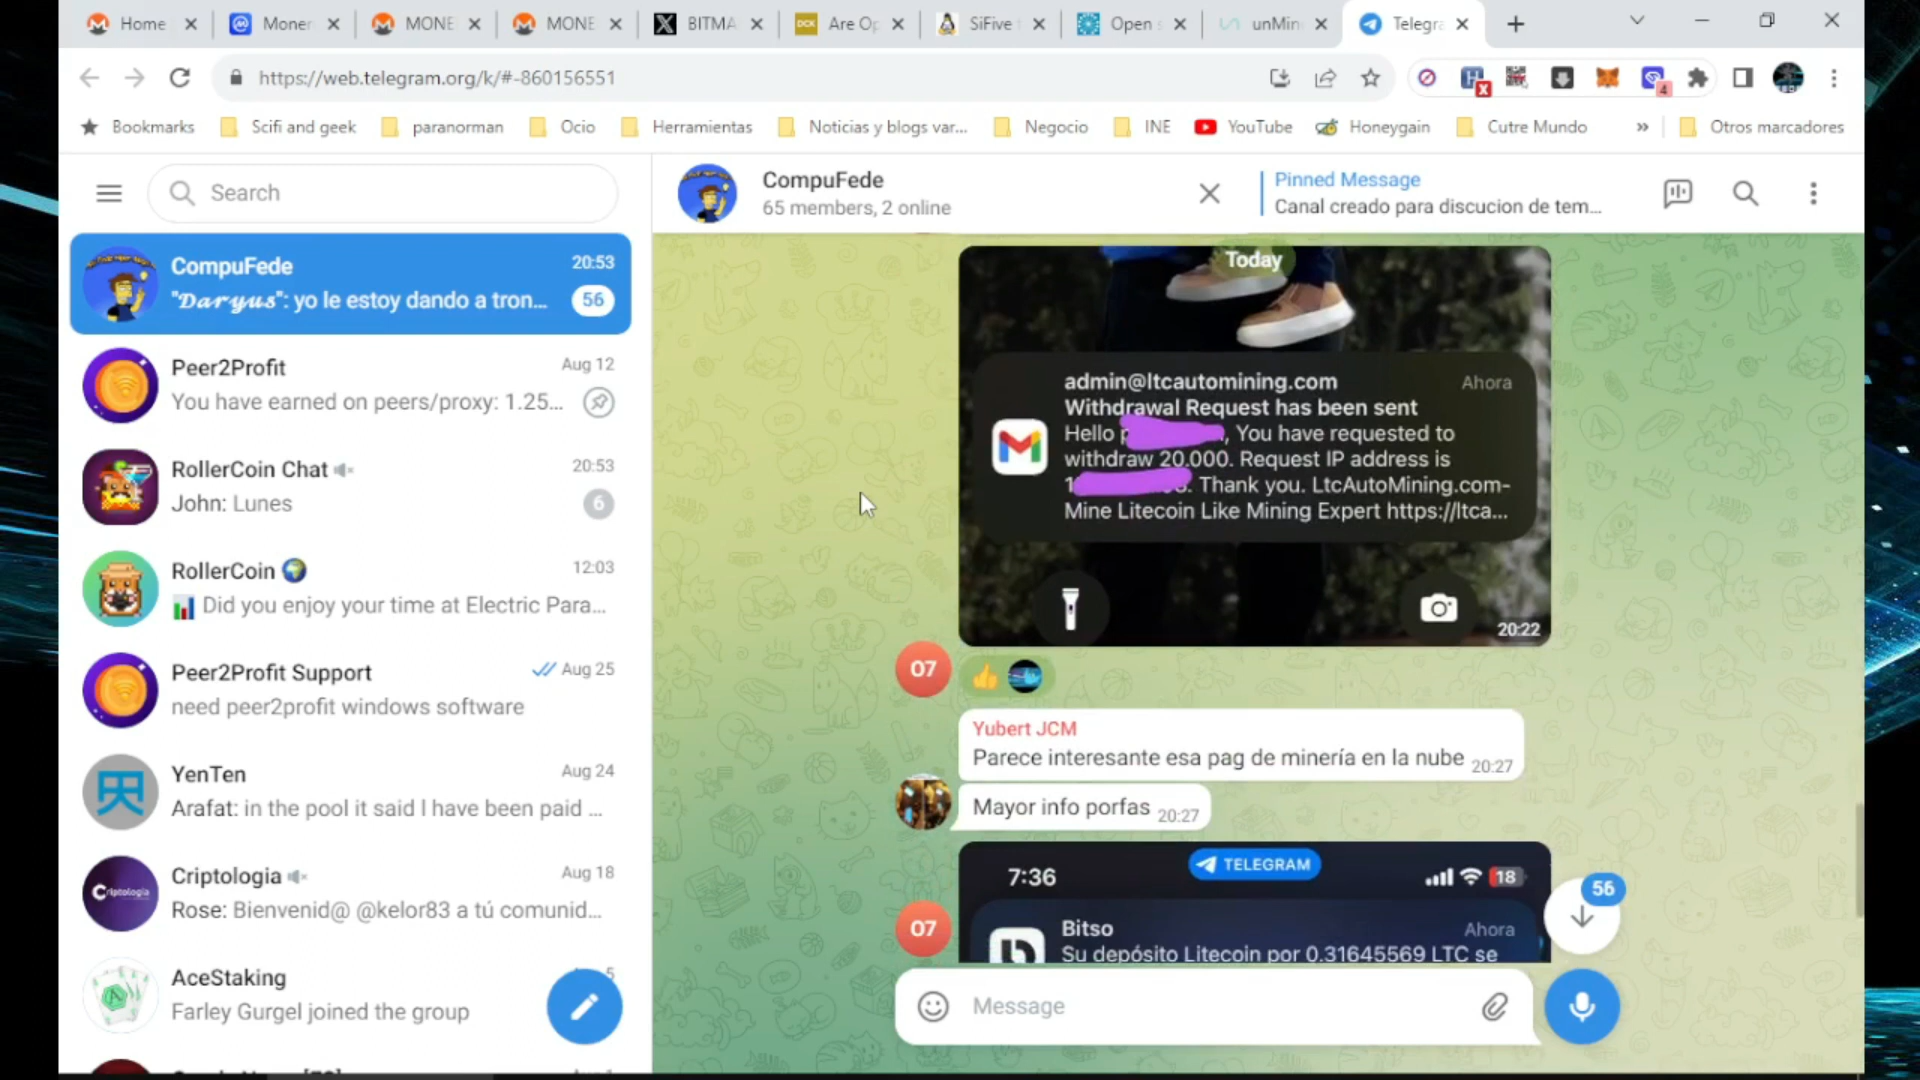 Home
Moner
MONE
MONE
BITMA
Are Op
SiFive
Open s
unMin
Telegra
https://web.telegram.org/k/#-860156551
4
Bookmarks
Scifi and geek
paranorman
Ocio
Herramientas
Noticias y blogs var...
Negocio
INE
YouTube
Honeygain
Cutre Mundo
»
Otros marcadores
Search
CompuFede
20:53
"𝓓𝓪𝓻𝔂𝓾𝓼": yo le estoy dando a tron...
56
Peer2Profit
Aug 12
You have earned on peers/proxy: 1.25...
RollerCoin Chat
20:53
John: Lunes
6
RollerCoin
12:03
Did you enjoy your time at Electric Para...
Peer2Profit Support
Aug 25
need peer2profit windows software
YenTen
Aug 24
Arafat: in the pool it said I have been paid ...
Criptologia
Aug 18
Criptologia
Rose: Bienvenid@ @kelor83 a tú comunid...
AceStaking
5
Farley Gurgel joined the group
CompuFede
65 members, 2 online
Pinned Message
Canal creado para discucion de tem...
Today
admin@ltcautomining.com
Ahora
Withdrawal Request has been sent
Hello p , You have requested to
withdraw 20.000. Request IP address is
1 . Thank you. LtcAutoMining.com-
Mine Litecoin Like Mining Expert https://ltca...
20:22
07
Yubert JCM
Parece interesante esa pag de minería en la nube
20:27
Mayor info porfas
20:27
7:36
TELEGRAM
18
56
07
Bitso
Ahora
Su depósito Litecoin por 0.31645569 LTC se
Message